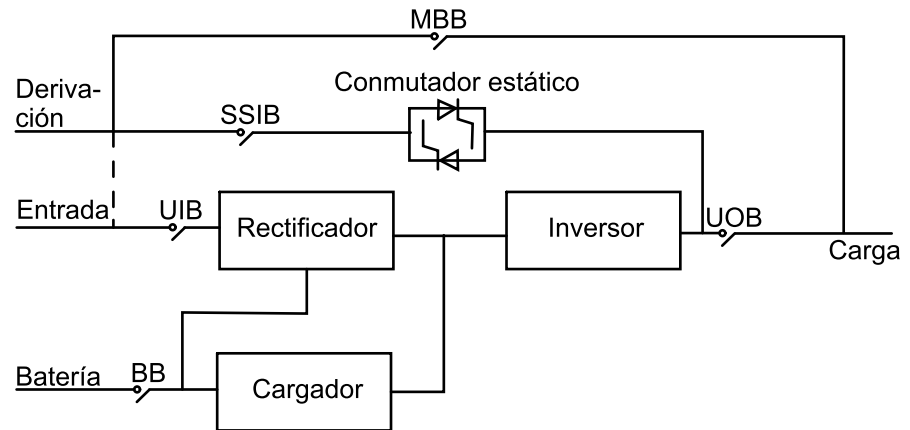 MBB
Deriva-
ción
Conmutador estático
SSIB
Entrada
UIB
Rectificador
Inversor
UOB
Carga
Batería
BB
Cargador